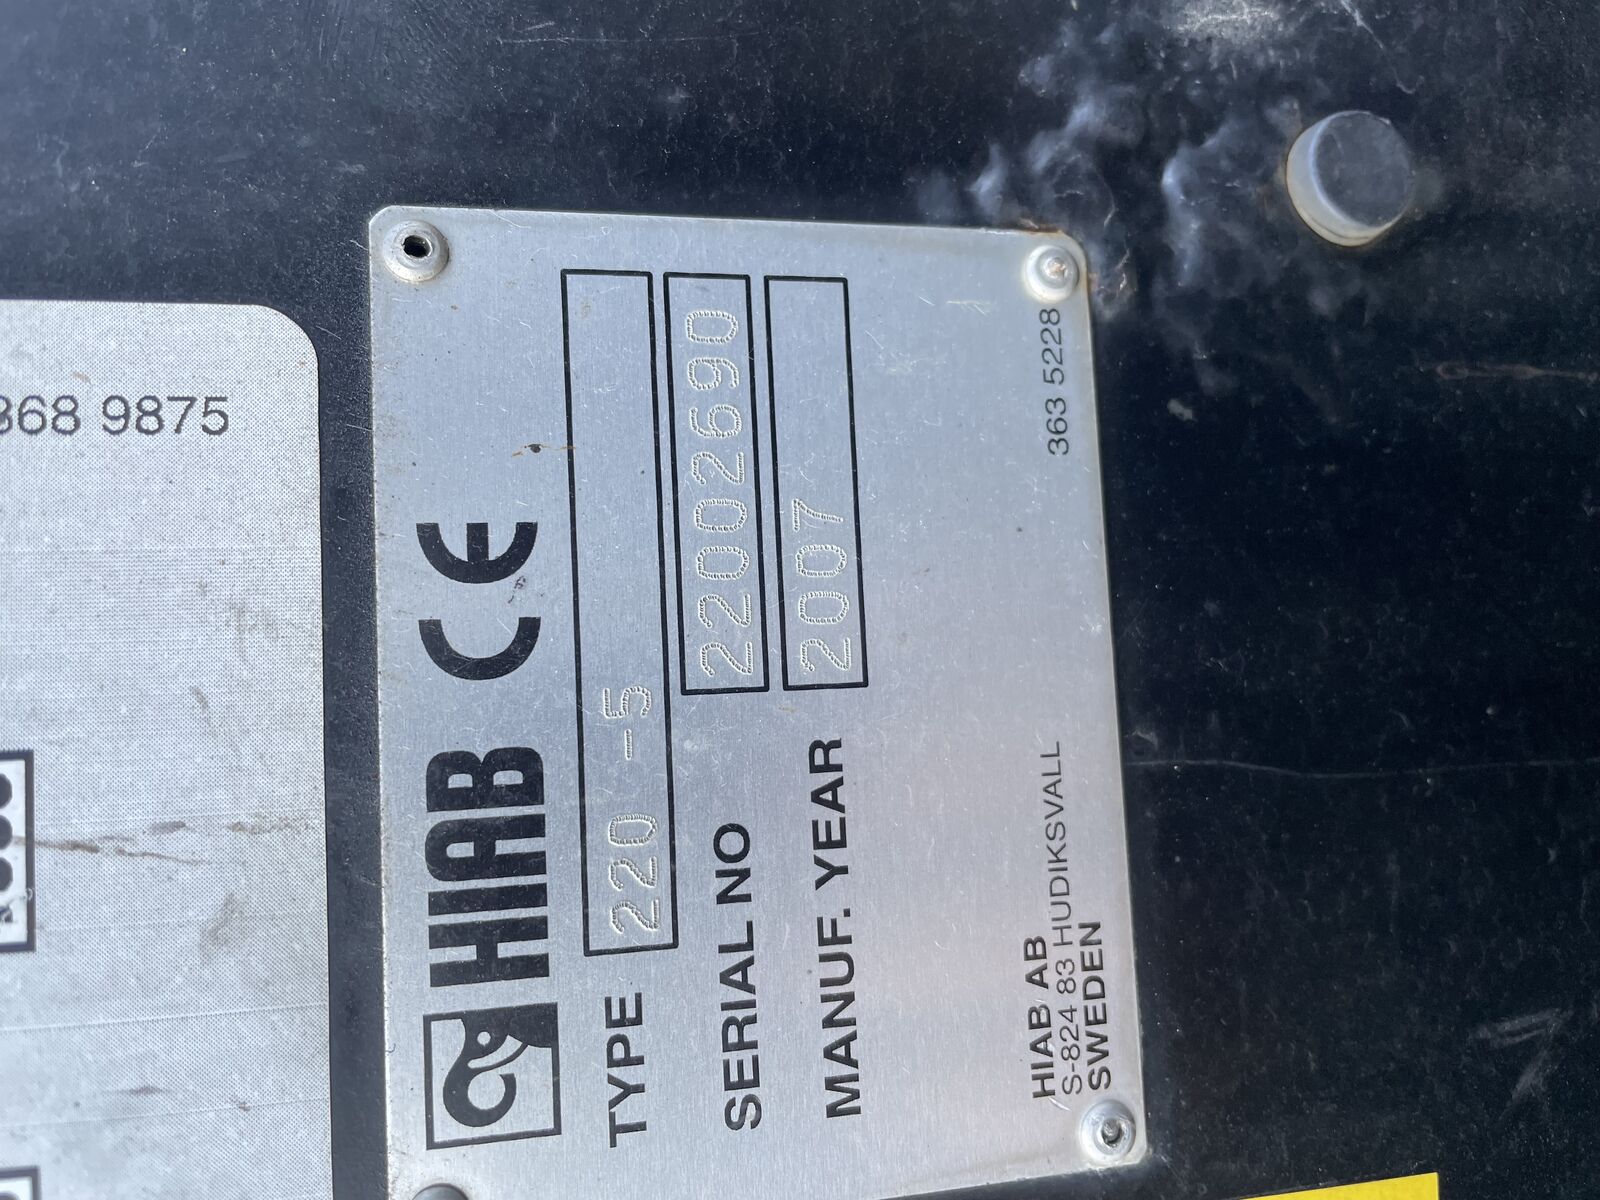 HIAB CE
TYPE 220-5
SERIAL NO 22002690
MANUF. YEAR 2007
HIAB AB
S-824 83 HUDIKSVALL
SWEDEN
363 5228
368 9875